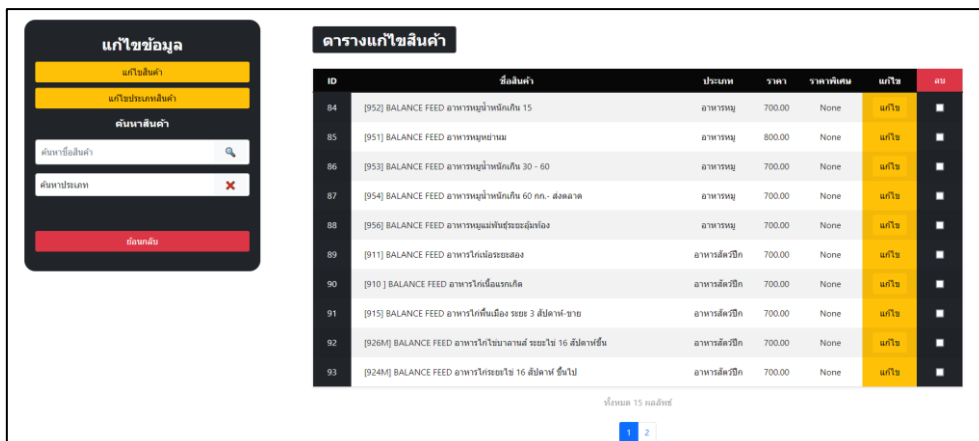 แก้ไขข้อมูล
แก้ไขสินค้า
แก้ไขประเภทสินค้า
ค้นหาสินค้า
ค้นหาชื่อสินค้า
ค้นหาประเภท
ย้อนกลับ
ตารางแก้ไขสินค้า
ID ชื่อสินค้า ประเภท ราคา ราคาพิเศษ แก้ไข ลบ
84 [952] BALANCE FEED อาหารหมูน้ำหนักเกิน 15 อาหารหมู 700.00 None แก้ไข
85 [951] BALANCE FEED อาหารหมูหย่านม อาหารหมู 800.00 None แก้ไข
86 [953] BALANCE FEED อาหารหมูน้ำหนักเกิน 30 - 60 อาหารหมู 700.00 None แก้ไข
87 [954] BALANCE FEED อาหารหมูน้ำหนักเกิน 60 กก.- ส่งตลาด อาหารหมู 700.00 None แก้ไข
88 [956] BALANCE FEED อาหารหมูแม่พันธุ์ระยะอุ้มท้อง อาหารหมู 700.00 None แก้ไข
89 [911] BALANCE FEED อาหารไก่เนื้อระยะสอง อาหารสัตว์ปีก 700.00 None แก้ไข
90 [910 ] BALANCE FEED อาหารไก่เนื้อแรกเกิด อาหารสัตว์ปีก 700.00 None แก้ไข
91 [915] BALANCE FEED อาหารไก่พื้นเมือง ระยะ 3 สัปดาห์-ขาย อาหารสัตว์ปีก 700.00 None แก้ไข
92 [926M] BALANCE FEED อาหารไก่ไข่บาลานส์ ระยะไข่ 16 สัปดาห์ขึ้น อาหารสัตว์ปีก 700.00 None แก้ไข
93 [924M] BALANCE FEED อาหารไก่ระยะไข่ 16 สัปดาห์ ขึ้นไป อาหารสัตว์ปีก 700.00 None แก้ไข
ทั้งหมด 15 ผลลัพธ์
1 2